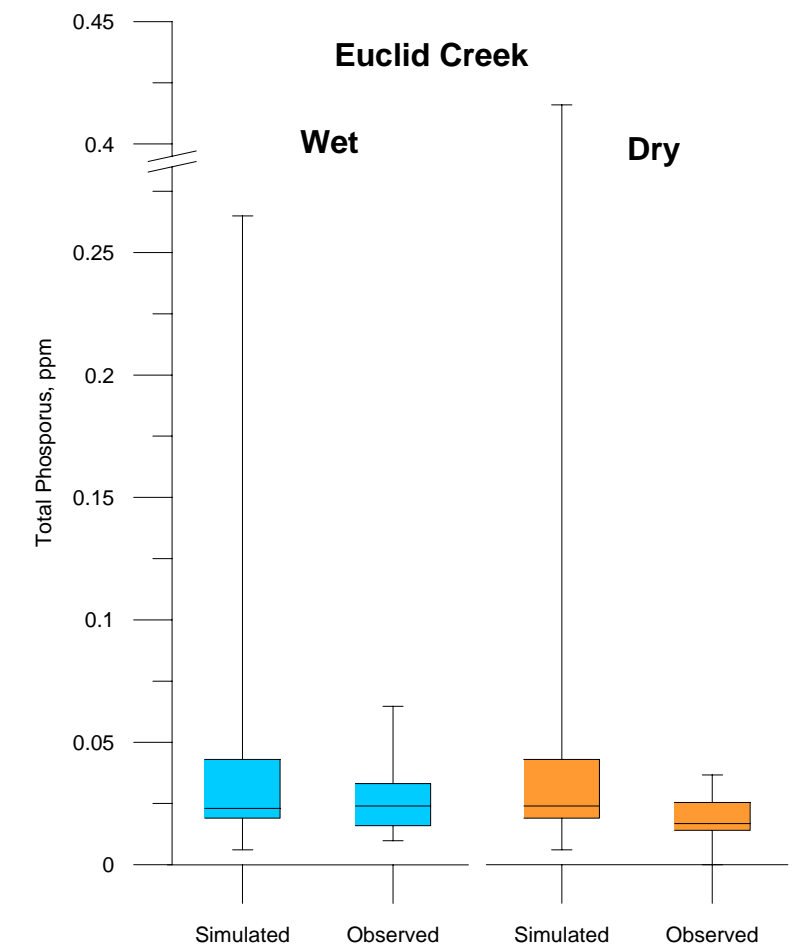 Euclid Creek
Wet
Dry
Total Phosporus, ppm
0.45
0.4
0.25
0.2
0.15
0.1
0.05
0
Simulated
Observed
Simulated
Observed